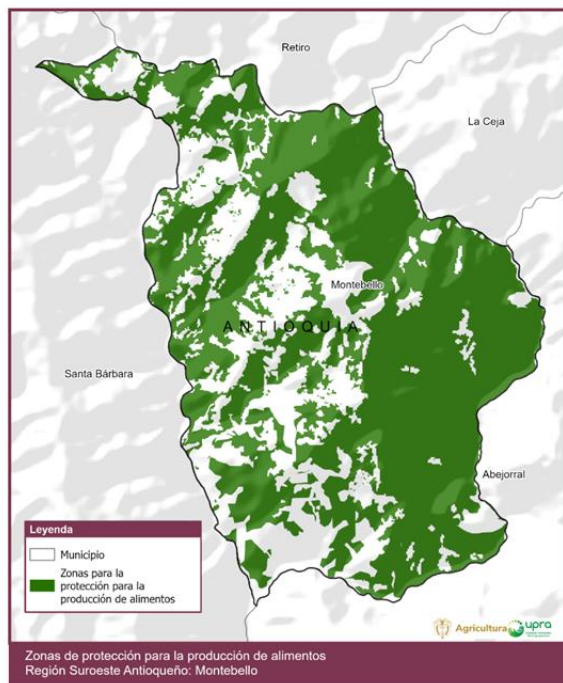 Retiro
La Ceja
Montebello
ANTIOQUIA
Santa Bárbara
Abejorral
Leyenda
Municipio
Zonas para la
protección para la
producción de alimentos
Agricultura upra
Zonas de protección para la producción de alimentos
Región Suroeste Antioqueño: Montebello